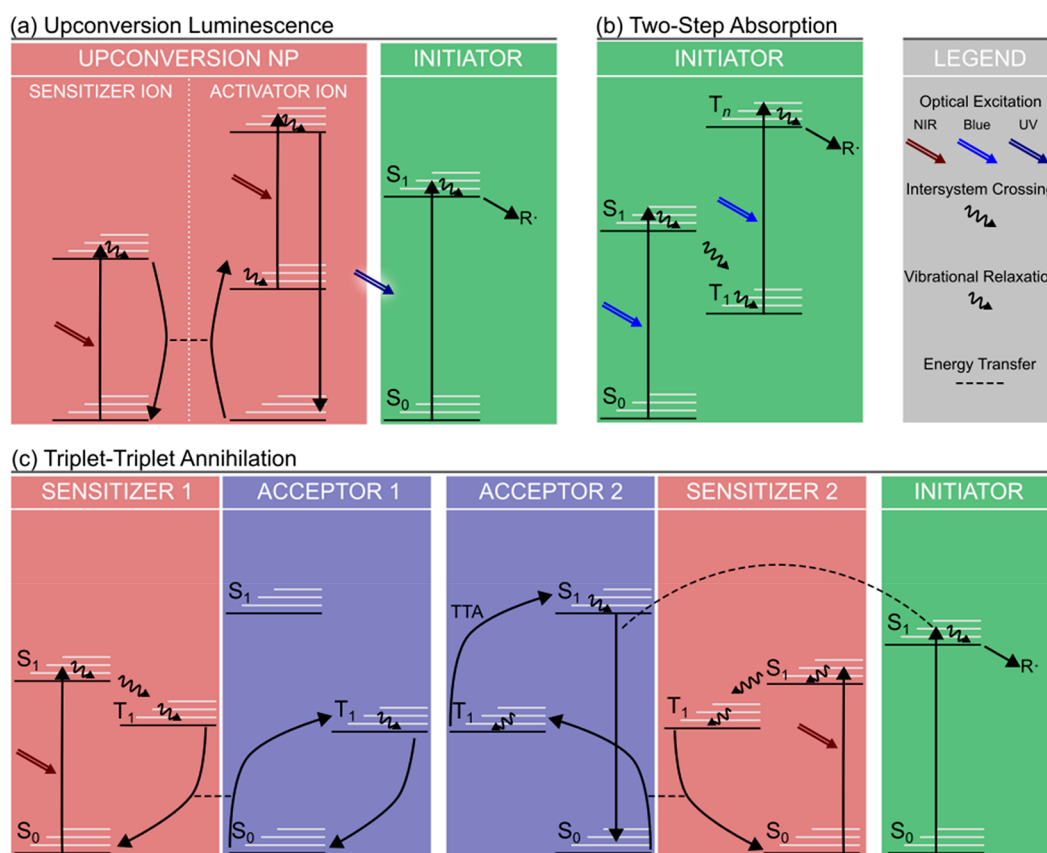 (a) Upconversion Luminescence
UPCONVERSION NP
INITIATOR
SENSITIZER ION
ACTIVATOR ION
S1
R·
S0
(b) Two-Step Absorption
INITIATOR
Tn
R·
S1
T1
S0
LEGEND
Optical Excitation
NIR Blue UV
Intersystem Crossing
Vibrational Relaxation
Energy Transfer
(c) Triplet-Triplet Annihilation
SENSITIZER 1
ACCEPTOR 1
ACCEPTOR 2
SENSITIZER 2
INITIATOR
S1
T1
S0
S1
T1
S0
TTA
S1
T1
S0
S1
T1
S0
S1
R·
S0